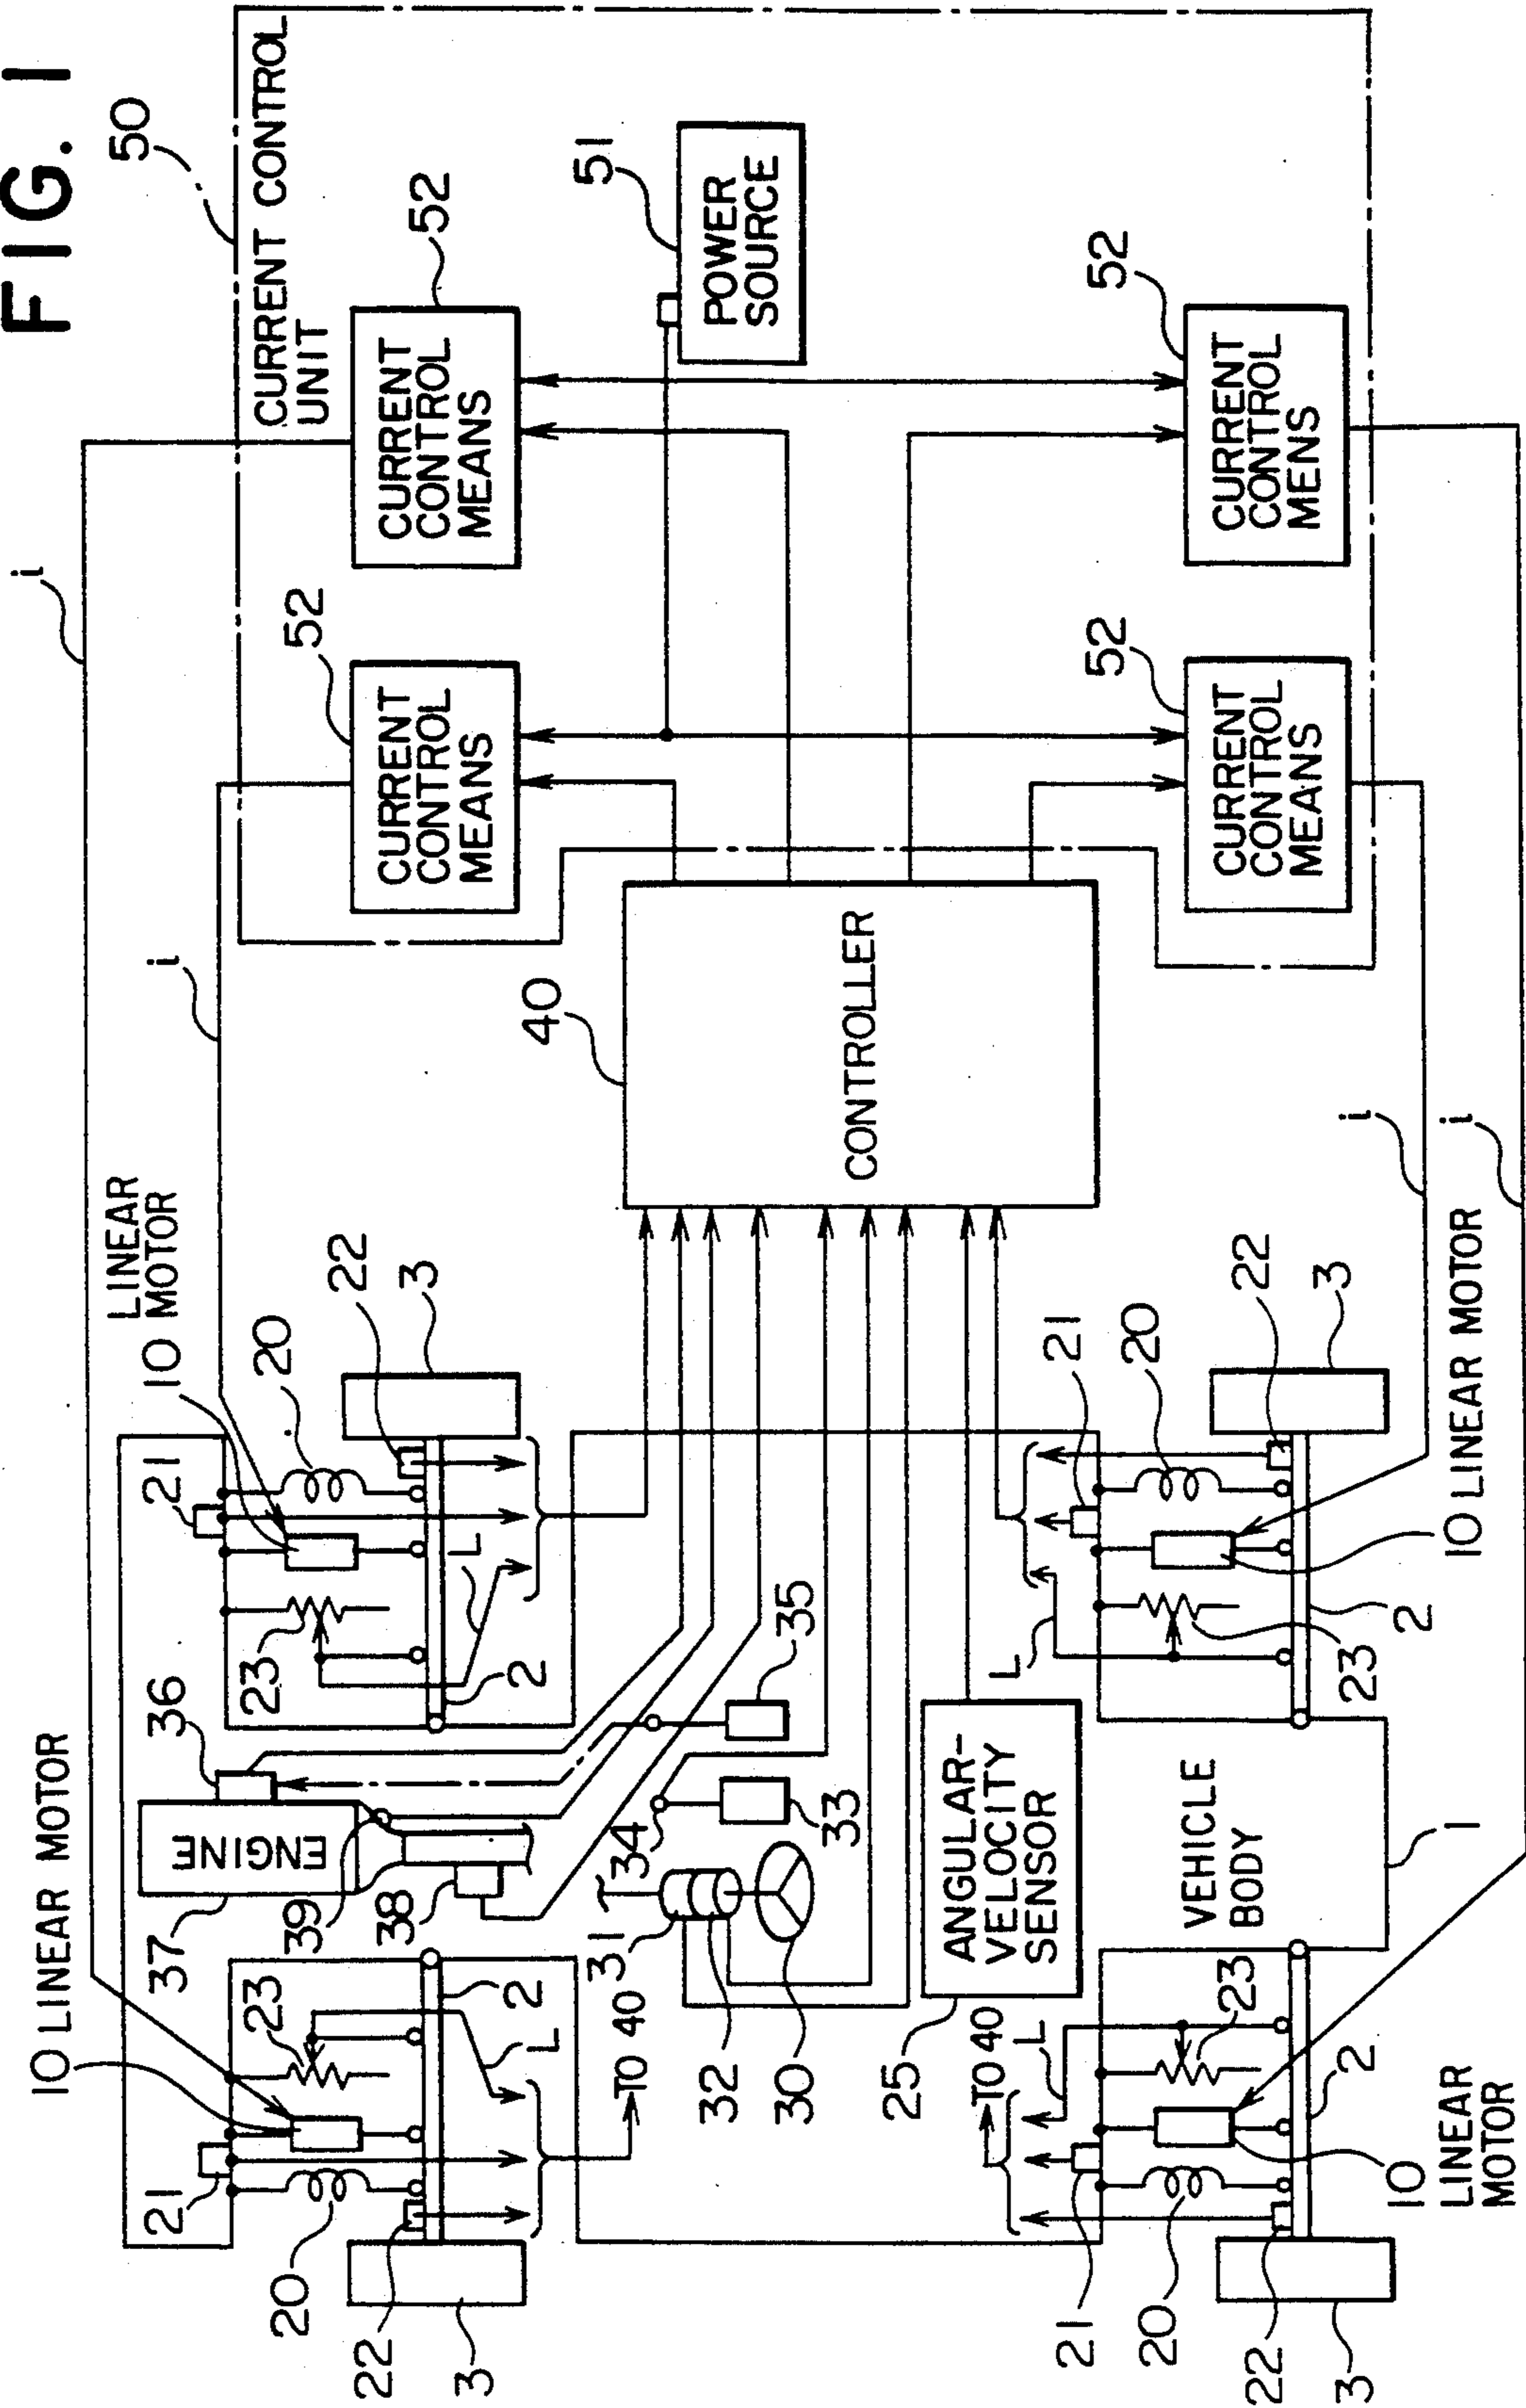 FIG. 1
50
CURRENT CONTROL
UNIT
i
52
CURRENT
CONTROL
MEANS
51
POWER
SOURCE
52
CURRENT
CONTROL
MENS
i
52
CURRENT
CONTROL
MEANS
52
CURRENT
CONTROL
MEANS
40
CONTROLLER
i
i
LINEAR
MOTOR
10
21
20
22
3
23
L
2
21
20
22
3
10 LINEAR MOTOR
L
23
2
10 LINEAR MOTOR
36
35
ENGINE
37
39
38
34
33
31
32
30
ANGULAR-
VELOCITY
SENSOR
25
VEHICLE
BODY
1
23
2
L
TO 40
21
20
22
3
TO 40
L
23
2
21
20
22
3
10
LINEAR
MOTOR